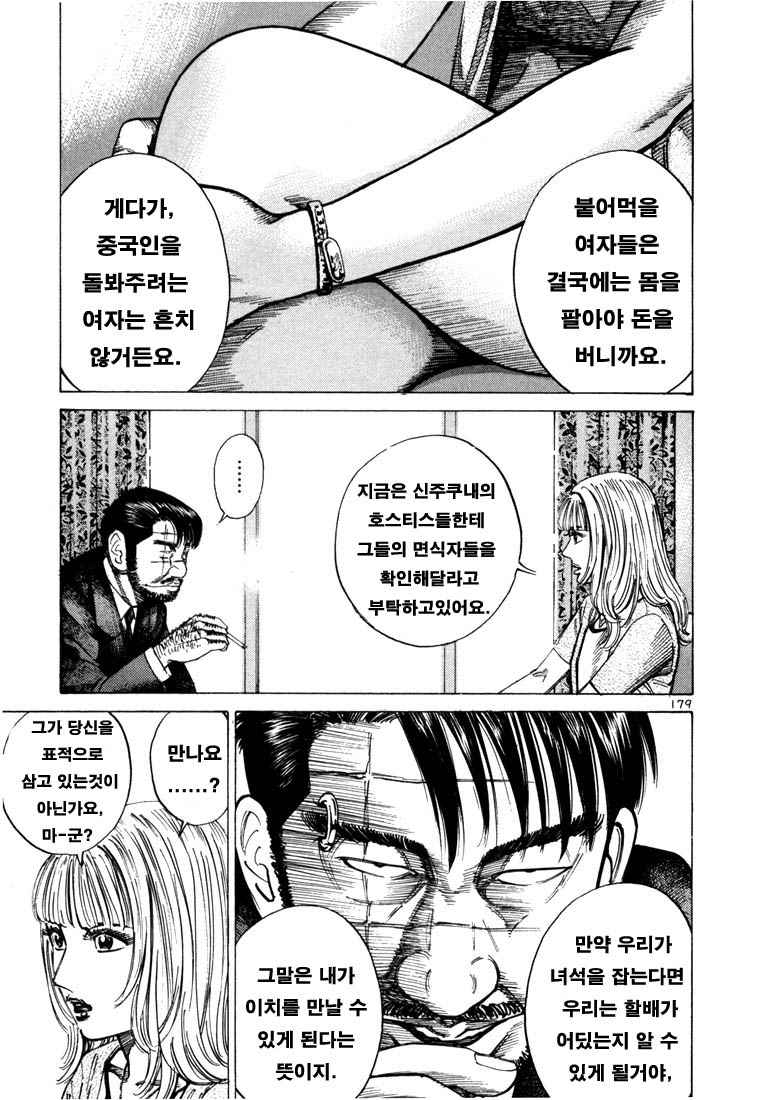 붙어먹을
여자들은
결국에는 몸을
팔아야 돈을
버니까요.
게다가,
중국인을
돌봐주려는
여자는 흔치
않거든요.
지금은 신주쿠내의
호스티스들한테
그들의 면식자들을
확인해달라고
부탁하고있어요.
⋯⋯
179
만약 우리가
녀석을 잡는다면
우리는 할배가
어딨는지 알 수
있게 될거야,
그말은 내가
이치를 만날 수
있게 된다는
뜻이지.
만나요
……?
그가 당신을
표적으로
삼고 있는것이
아닌가요,
마-군?